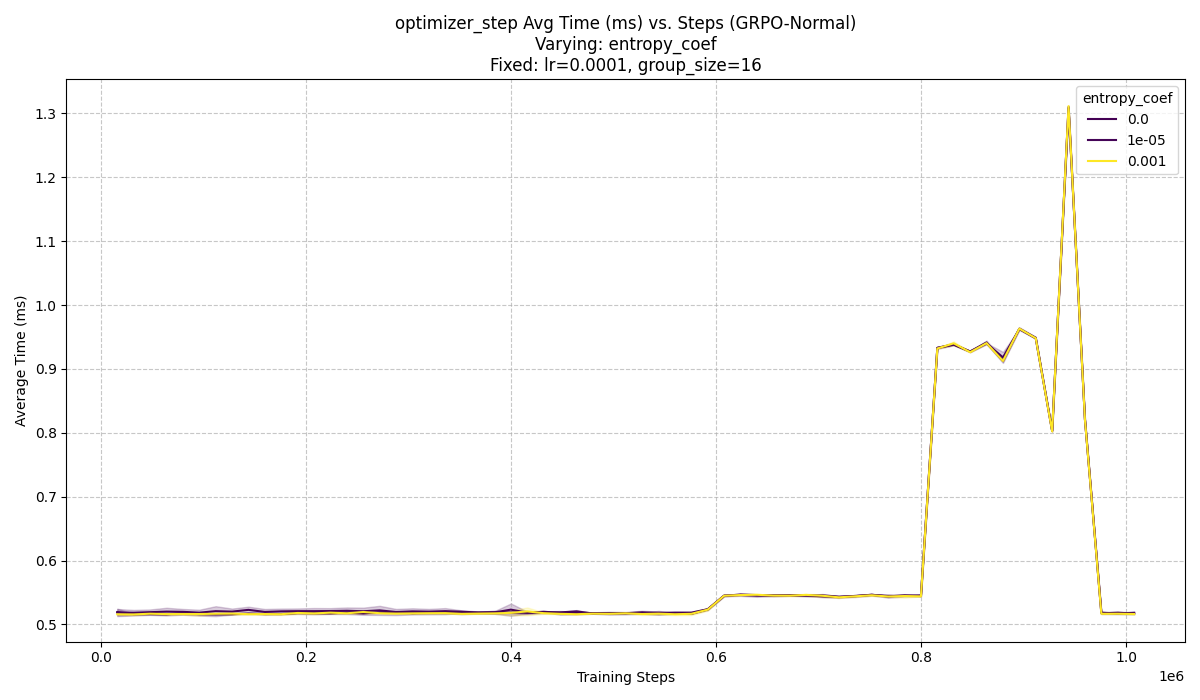 optimizer_step Avg Time (ms) vs. Steps (GRPO-Normal)
Varying: entropy_coef
Fixed: lr=0.0001, group_size=16
entropy_coef
0.0
1e-05
0.001
Average Time (ms)
1.3
1.2
1.1
1.0
0.9
0.8
0.7
0.6
0.5
0.0 0.2 0.4 0.6 0.8 1.0
1e6
Training Steps